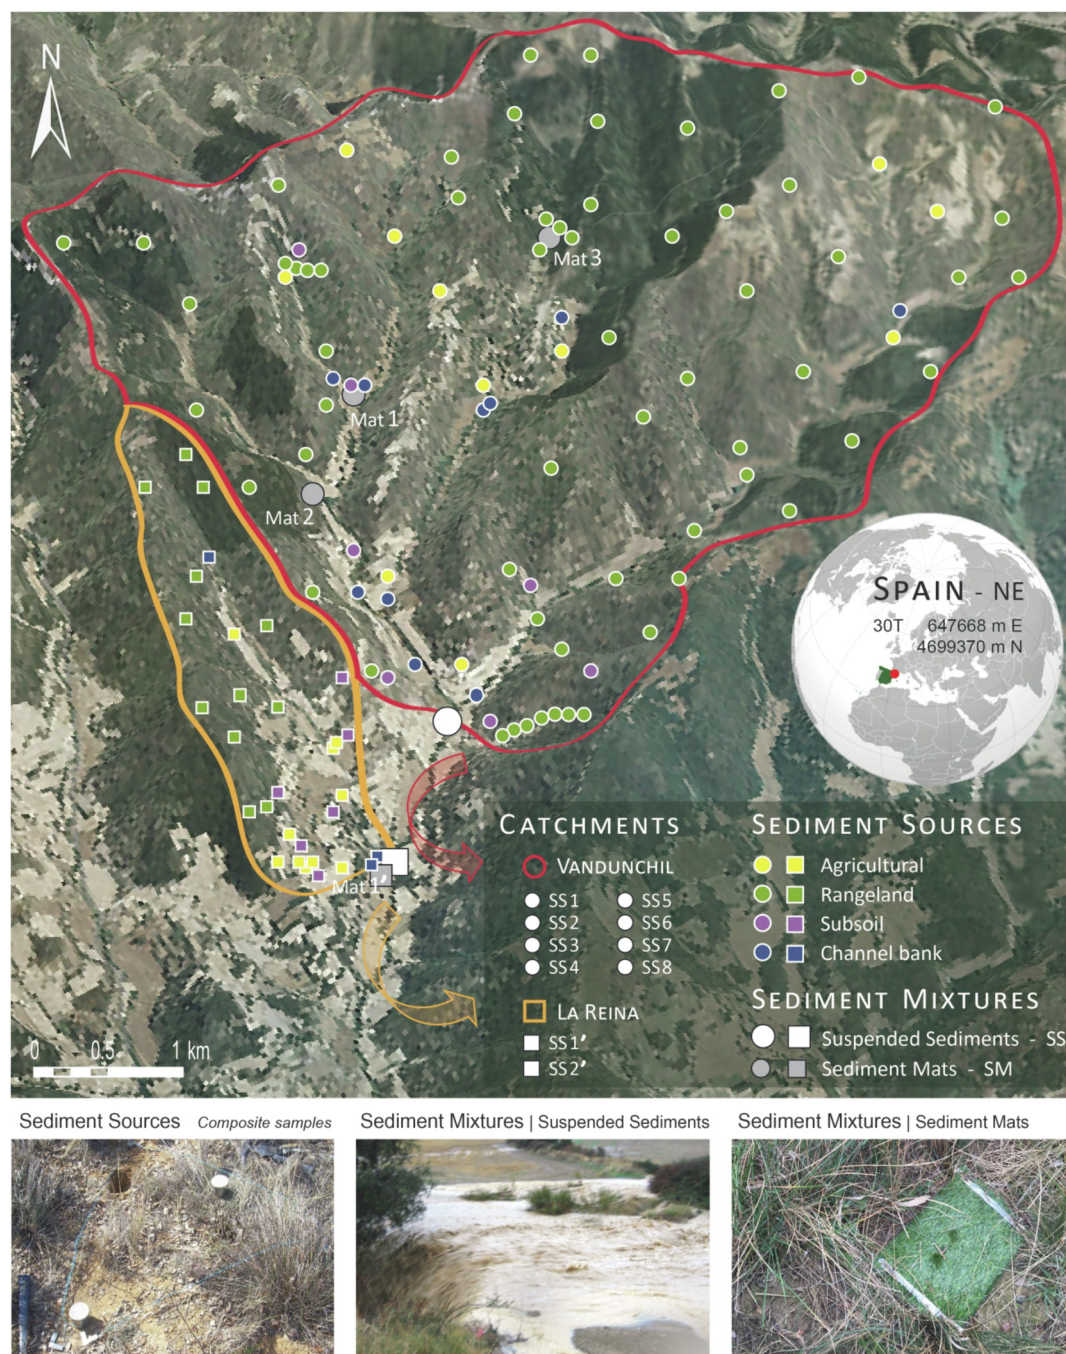 N
Mat 3
Mat 1
Mat 2
SPAIN - NE
30T 647668 m E
4699370 m N
Mat 1’
0 0.5 1 km
CATCHMENTS
VANDUNCHIL
SS1 SS5
SS2 SS6
SS3 SS7
SS4 SS8
LA REINA
SS1’
SS2’
SEDIMENT SOURCES
Agricultural
Rangeland
Subsoil
Channel bank
SEDIMENT MIXTURES
Suspended Sediments - SS
Sediment Mats - SM
Sediment Sources Composite samples
Sediment Mixtures | Suspended Sediments
Sediment Mixtures | Sediment Mats